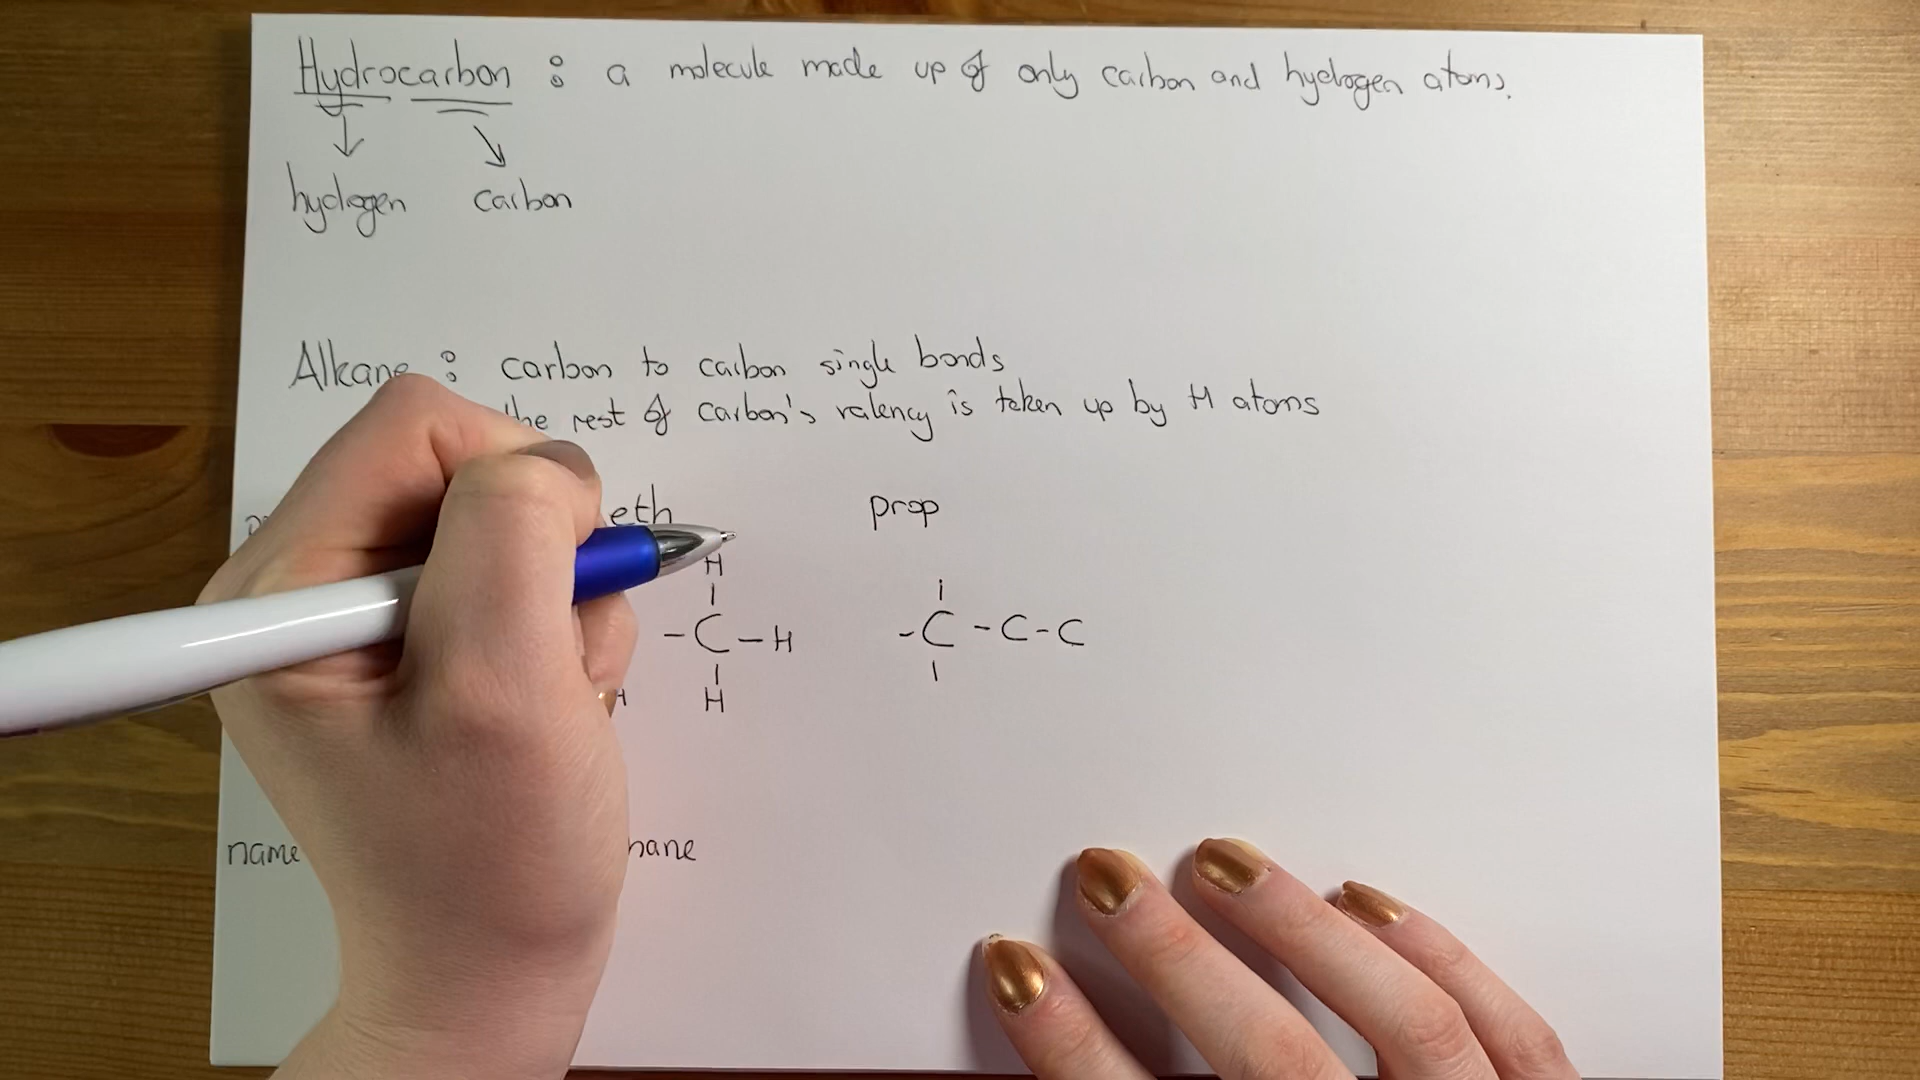 Hydrocarbon : a molecule made up of only carbon and hydrogen atoms.
hydrogen carbon
Alkane : carbon to carbon single bonds
the rest of carbon's valency is taken up by H atoms
eth prop
H
- C - H - C - C - C
H H
name hane